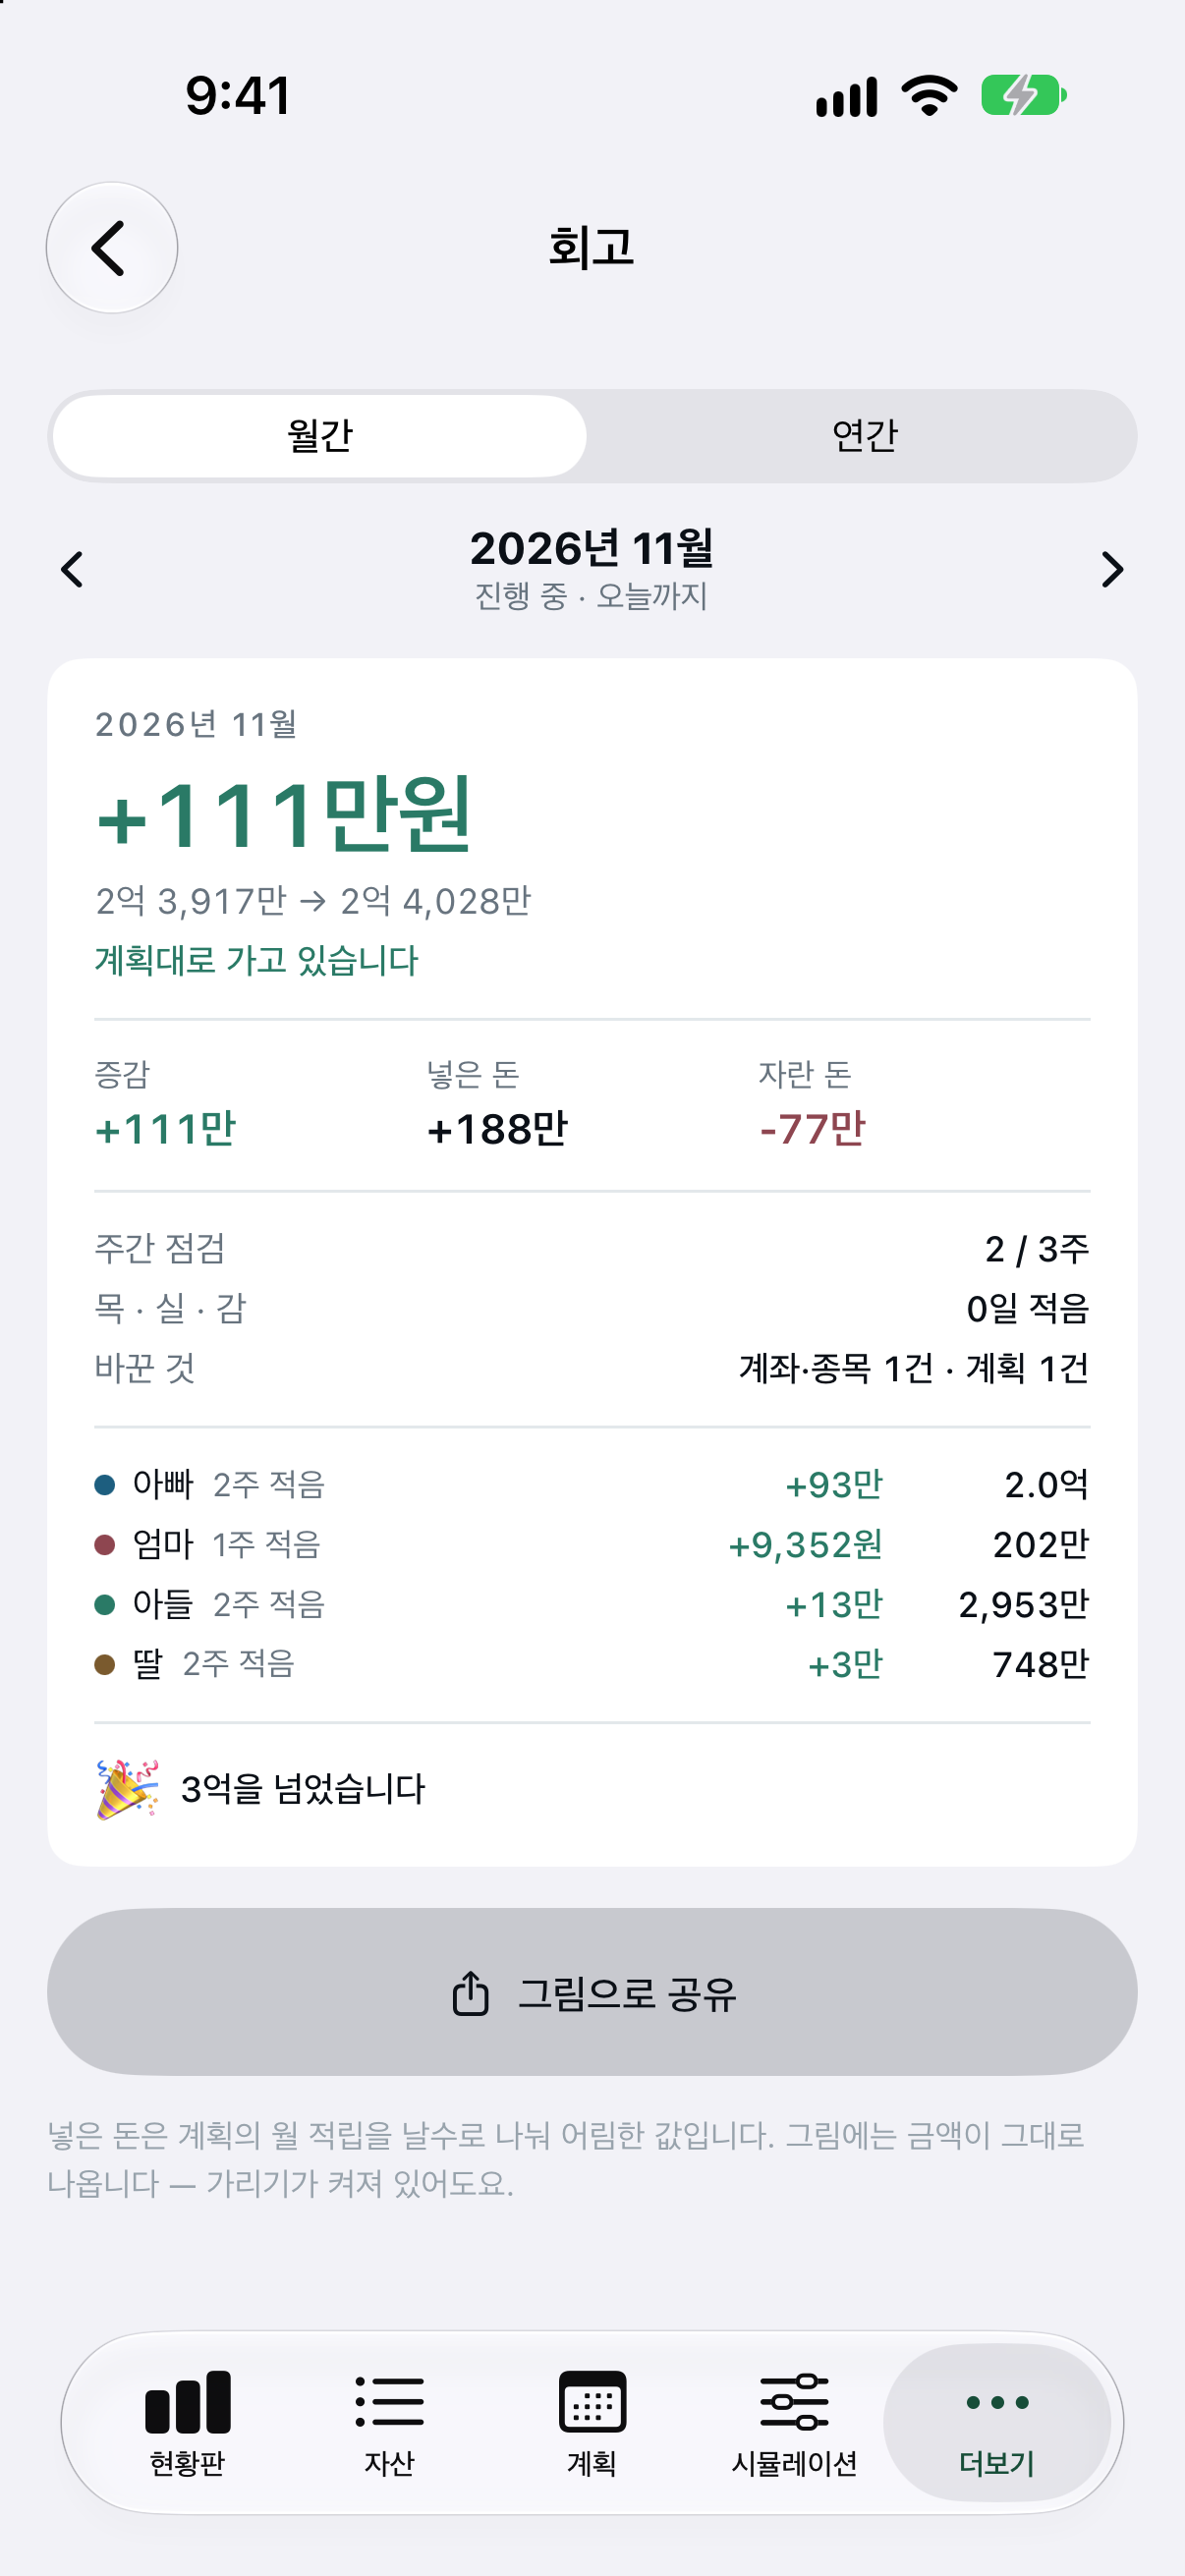 9:41
회고
월간 연간
2026년 11월
진행 중 · 오늘까지
2026년 11월
+111만원
2억 3,917만 → 2억 4,028만
계획대로 가고 있습니다
증감 넣은 돈 자란 돈
+111만 +188만 -77만
주간 점검 2 / 3주
목 · 실 · 감 0일 적음
바꾼 것 계좌·종목 1건 · 계획 1건
아빠 2주 적음 +93만 2.0억
엄마 1주 적음 +9,352원 202만
아들 2주 적음 +13만 2,953만
딸 2주 적음 +3만 748만
3억을 넘었습니다
그림으로 공유
넣은 돈은 계획의 월 적립을 날수로 나눠 어림한 값입니다. 그림에는 금액이 그대로
나옵니다 — 가리기가 켜져 있어도요.
현황판 자산 계획 시뮬레이션 더보기